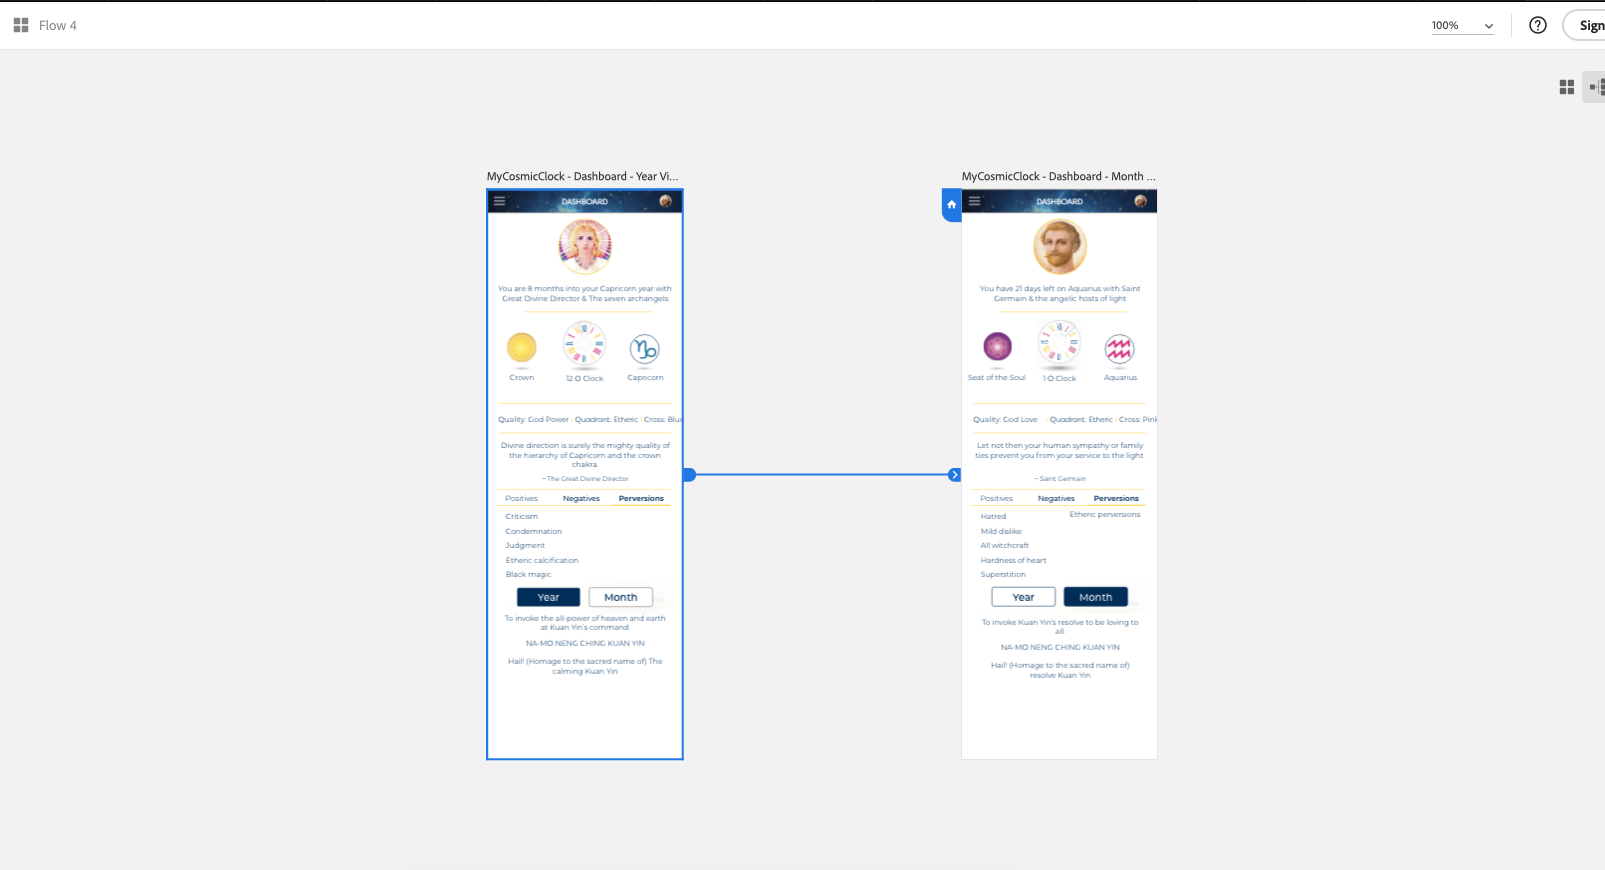 Flow 4
100%
Sign
MyCosmicClock - Dashboard - Year Vi...
DASHBOARD
You are 8 months into your Capricorn year with
Great Divine Director & The seven archangels
Crown
12 O Clock
Capricorn
Quality: God Power | Quadrant: Etheric | Cross: Blue
Divine direction is surely the mighty quality of
the hierarchy of Capricorn and the crown
chakra.
~ The Great Divine Director
Positives Negatives Perversions
Criticism
Condemnation
Judgment
Etheric calcification
Black magic
Year Month
To invoke the all-power of heaven and earth
at Kuan Yin's command:
NA-MO NENG CHING KUAN YIN
Hail! (Homage to the sacred name of) The
calming Kuan Yin
MyCosmicClock - Dashboard - Month ...
DASHBOARD
You have 21 days left on Aquarius with Saint
Germain & the angelic hosts of light
Seat of the Soul
1 O Clock
Aquarius
Quality: God Love | Quadrant: Etheric | Cross: Pink
Let not then your human sympathy or family
ties prevent you from your service to the light
~ Saint Germain
Positives Negatives Perversions
Hatred Etheric perversions
Mild dislike
All witchcraft
Hardness of heart
Superstition
Year Month
To invoke Kuan Yin's resolve to be loving to
all:
NA-MO NENG CHING KUAN YIN
Hail! (Homage to the sacred name of)
resolve Kuan Yin